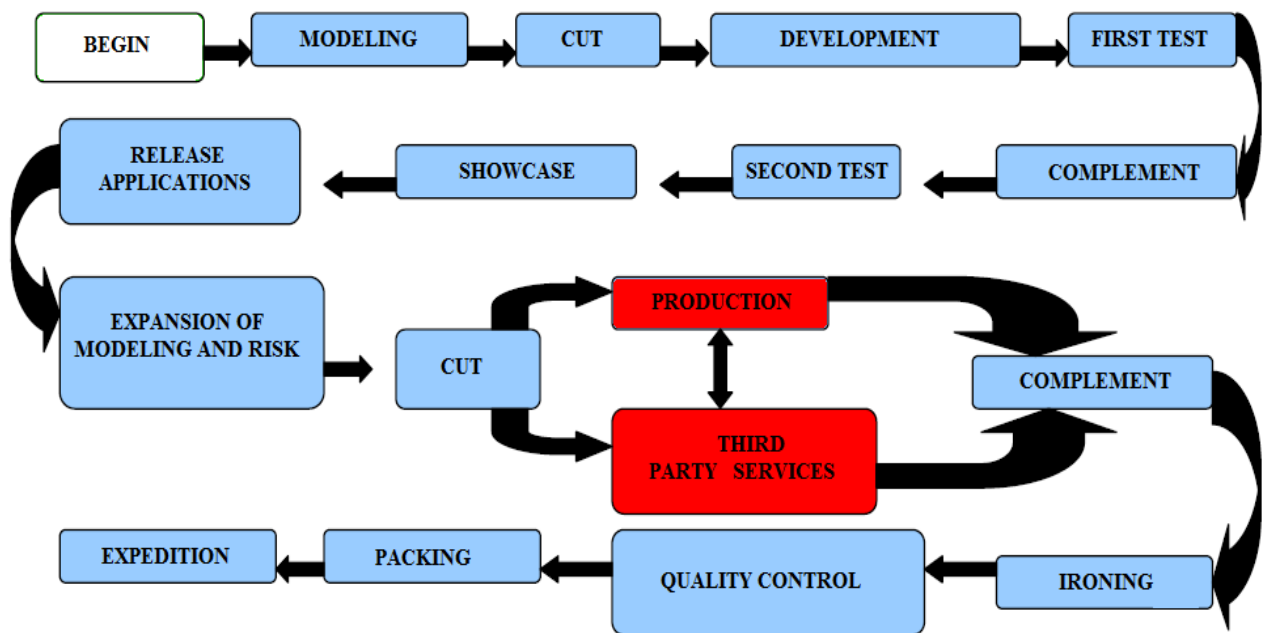 BEGIN
MODELING
CUT
DEVELOPMENT
FIRST TEST
COMPLEMENT
SECOND TEST
SHOWCASE
RELEASE
APPLICATIONS
EXPANSION OF
MODELING AND RISK
CUT
PRODUCTION
THIRD
PARTY SERVICES
COMPLEMENT
IRONING
QUALITY CONTROL
PACKING
EXPEDITION